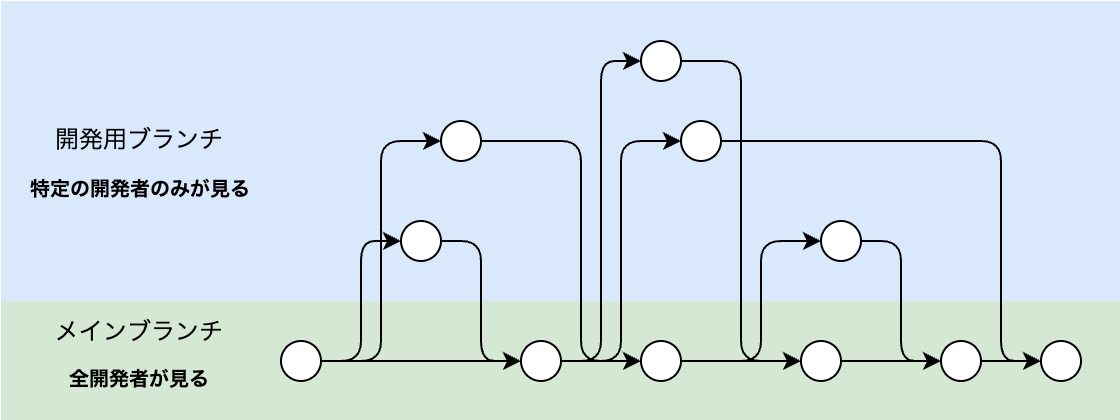 開発用ブランチ
特定の開発者のみが見る
メインブランチ
全開発者が見る